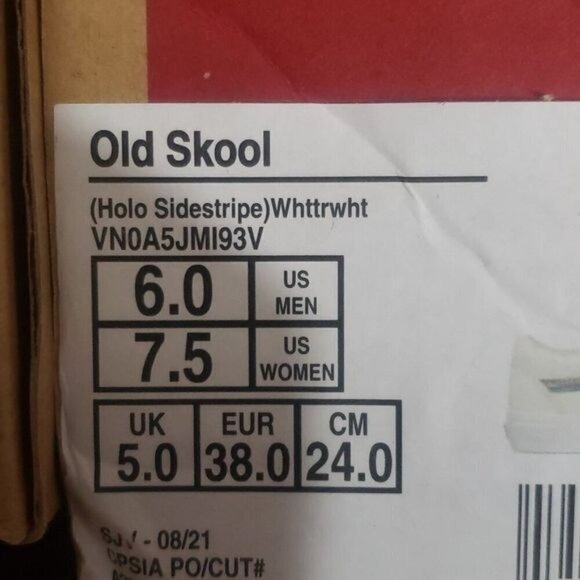 Old Skool
(Holo Sidestripe)Whttrwht
VN0A5JMI93V
6.0 US MEN
7.5 US WOMEN
UK EUR CM
5.0 38.0 24.0
- 08/21
CPSIA PO/CUT#